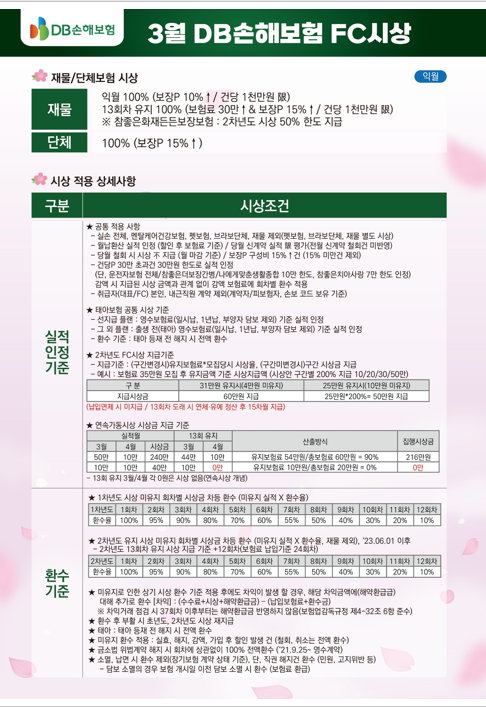 DB손해보험
3월 DB손해보험 FC시상
재물/단체보험 시상
익월
재물
익월 100% (보장P 10%↑ / 건당 1천만원 限)
13회차 유지 100% (보험료 30만↑ & 보장P 15%↑ / 건당 1천만원 限)
※ 참좋은화재든든보장보험 : 2차년도 시상 50% 한도 지급
단체
100% (보장P 15%↑)
시상 적용 상세사항
구분 시상조건
실적
인정
기준
★ 공통 적용 사항
- 실손 전체, 멘탈케어건강보험, 펫보험, 브라보단체, 재물 제외(펫보험, 브라보단체, 재물 별도 시상)
- 월납환산 실적 인정 (할인 후 보험료 기준) / 당월 신계약 실적 限 평가(전월 신계약 철회건 미반영)
- 당월 철회 시 시상 不 지급 (월 마감 기준) / 보장P 구성비 15%↑건 (15% 미만건 제외)
- 건당P 30만 초과건 30만원 한도로 실적 인정
(단, 운전자보험 전체/참좋은더보장간병/나에게맞춘생활종합 10만 한도, 참좋은치아사랑 7만 한도 인정)
감액 시 지급된 시상 금액과 관계 없이 감액 보험료에 회차별 환수 적용
- 취급자(대표/FC) 본인, 내근직원 계약 제외(계약자/피보험자, 손보 코드 보유 기준)
★ 태아보험 공통 시상 기준
- 선지급 플랜 : 영수보험료(일시납, 1년납, 부양자 담보 제외) 기준 실적 인정
- 그 외 플랜 : 출생 전(태아) 영수보험료(일시납, 1년납, 부양자 담보 제외) 기준 실적 인정
- 환수 기준 : 태아 등재 전 해지 시 전액 환수
★ 2차년도 FC시상 지급기준
- 지급기준 : (구간변경시)유지보험료*모집당시 시상율, (구간미변경시)구간 시상금 지급
- 예시 : 보험료 35만원 모집 후 유지금액 기준 시상지급액 (시상안 구간별 200% 지급 10/20/30/50만)
구 분 31만원 유지시(4만원 미유지) 25만원 유지시(10만원 미유지)
지급시상금 60만원 지급 25만원*200%= 50만원 지급
(납입면제 시 미지급 / 13회차 도래 시 연체·유예 정산 후 15차월 지급)
★ 연속가동시상 시상금 지급 기준
실적월 13회 유지 산출방식 집행시상금
3월 4월 시상금 3월 4월
50만 10만 240만 44만 10만 유지보험료 54만원/총보험료 60만원 = 90% 216만원
10만 10만 40만 10만 0만 유지보험료 10만원/총보험료 20만원 = 0% 0만
- 13회 유지 3월/4월 각 0원은 시상 없음(연속시상 개념)
환수
기준
★ 1차년도 시상 미유지 회차별 시상금 차등 환수 (미유지 실적 X 환수율)
1차년도 1회차 2회차 3회차 4회차 5회차 6회차 7회차 8회차 9회차 10회차 11회차 12회차
환수율 100% 95% 90% 80% 70% 60% 55% 50% 40% 30% 20% 10%
★ 2차년도 유지 시상 미유지 회차별 시상금 차등 환수 (미유지 실적 X 환수율, 재물 제외), '23.06.01 이후
- 2차년도 13회차 유지 시상 지급 기준 +12회차(보험료 납입기준 24회차)
2차년도 1회차 2회차 3회차 4회차 5회차 6회차 7회차 8회차 9회차 10회차 11회차 12회차
환수율 100% 95% 90% 80% 70% 60% 55% 50% 40% 30% 20% 10%
★ 미유지로 인한 상기 시상 환수 기준 적용 후에도 차익이 발생 할 경우, 해당 차익금액에(해약환급금)
대해 추가로 환수 [차익] : (수수료+시상+해약환급금) – (납입보험료+환수금)
※ 차익거래 점검 시 37회차 이후부터는 해약환급금 반영하지 않음(보험업감독규정 제4-32조 6항 준수)
★ 환수 후 부활 시 초년도, 2차년도 시상 재지급
★ 태아 : 태아 등재 전 해지 시 전액 환수
★ 미유지 환수 적용 : 실효, 해지, 감액, 가입 후 할인 발생 건 (철회, 취소는 전액 환수)
★ 금소법 위법계약 해지 시 회차에 상관없이 100% 전액환수 ('21.9.25~ 영수계약)
★ 소멸, 납면 시 환수 제외(장기보험 계약 상태 기준), 단, 직권 해지건 환수 (민원, 고지위반 등)
- 담보 소멸의 경우 보험 개시일 이전 담보 소멸 시 환수 (보험료 환급)